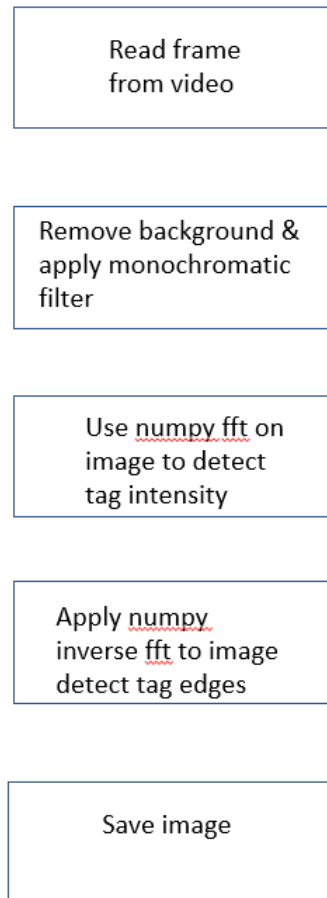 Read frame
from video
Remove background &
apply monochromatic
filter
Use numpy fft on
image to detect
tag intensity
Apply numpy
inverse fft to image
detect tag edges
Save image